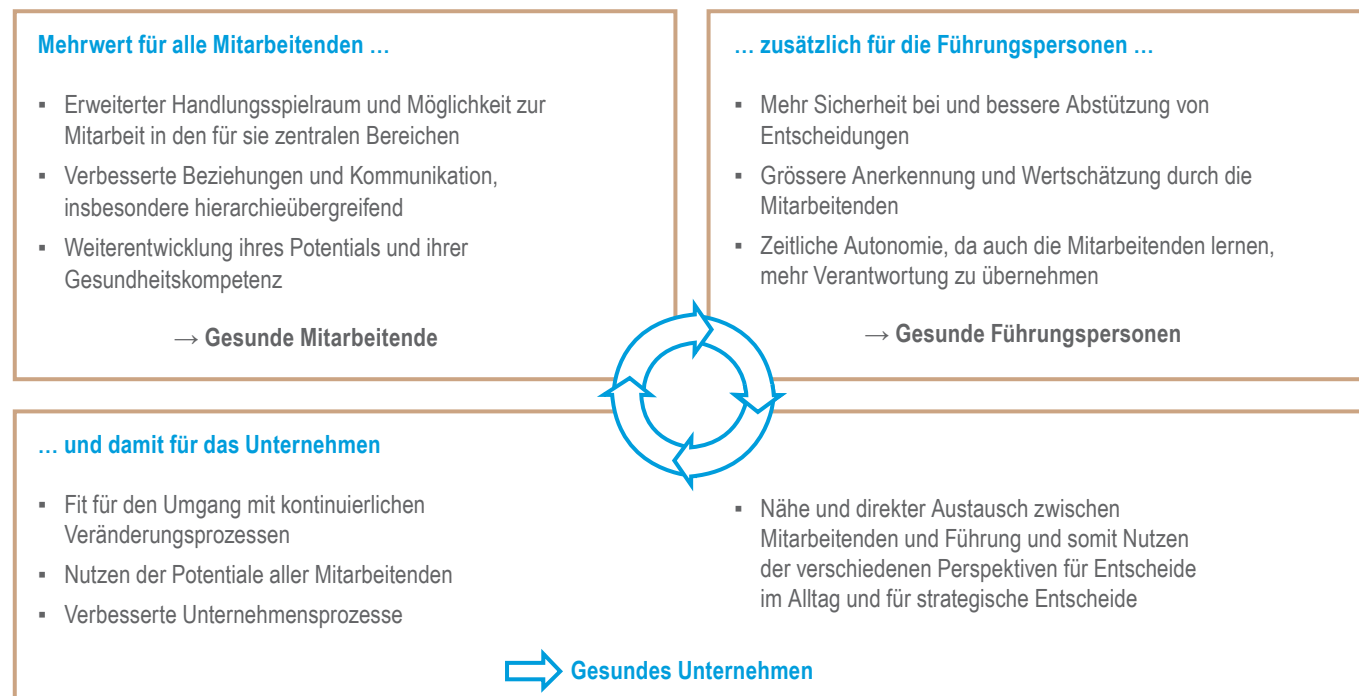 Mehrwert für alle Mitarbeitenden …
▪ Erweiterter Handlungsspielraum und Möglichkeit zur
Mitarbeit in den für sie zentralen Bereichen
▪ Verbesserte Beziehungen und Kommunikation,
insbesondere hierarchieübergreifend
▪ Weiterentwicklung ihres Potentials und ihrer
Gesundheitskompetenz
→ Gesunde Mitarbeitende
… zusätzlich für die Führungspersonen …
▪ Mehr Sicherheit bei und bessere Abstützung von
Entscheidungen
▪ Grössere Anerkennung und Wertschätzung durch die
Mitarbeitenden
▪ Zeitliche Autonomie, da auch die Mitarbeitenden lernen,
mehr Verantwortung zu übernehmen
→ Gesunde Führungspersonen
… und damit für das Unternehmen
▪ Fit für den Umgang mit kontinuierlichen
Veränderungsprozessen
▪ Nutzen der Potentiale aller Mitarbeitenden
▪ Verbesserte Unternehmensprozesse
▪ Nähe und direkter Austausch zwischen
Mitarbeitenden und Führung und somit Nutzen
der verschiedenen Perspektiven für Entscheide
im Alltag und für strategische Entscheide
Gesundes Unternehmen